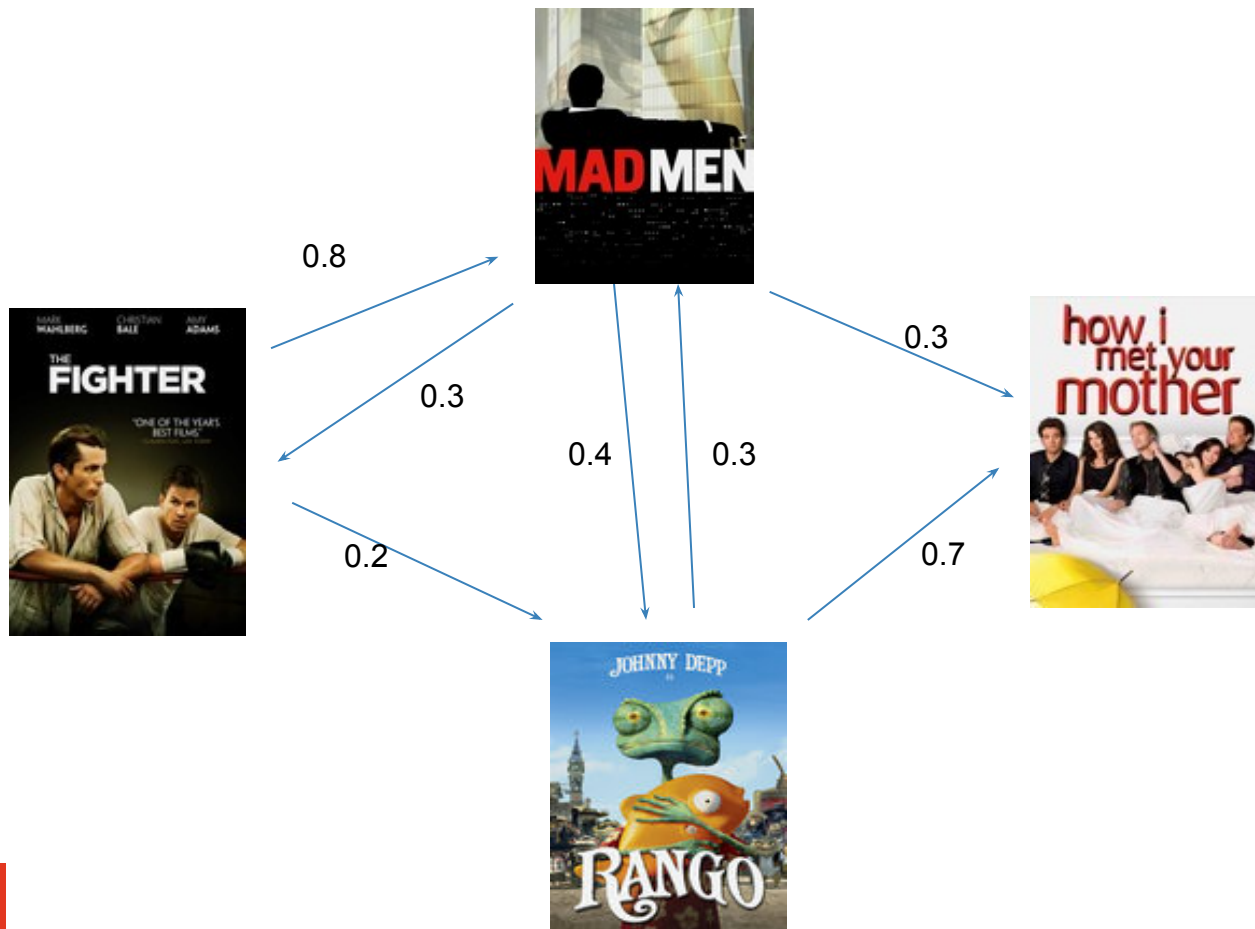 MAD MEN
0.8
MARK WAHLBERG
CHRISTIAN BALE
AMY ADAMS
THE
FIGHTER
"ONE OF THE YEAR'S
BEST FILMS"
0.3
0.2
0.4
0.3
0.3
0.7
how i
met your
mother
JOHNNY DEPP
RANGO